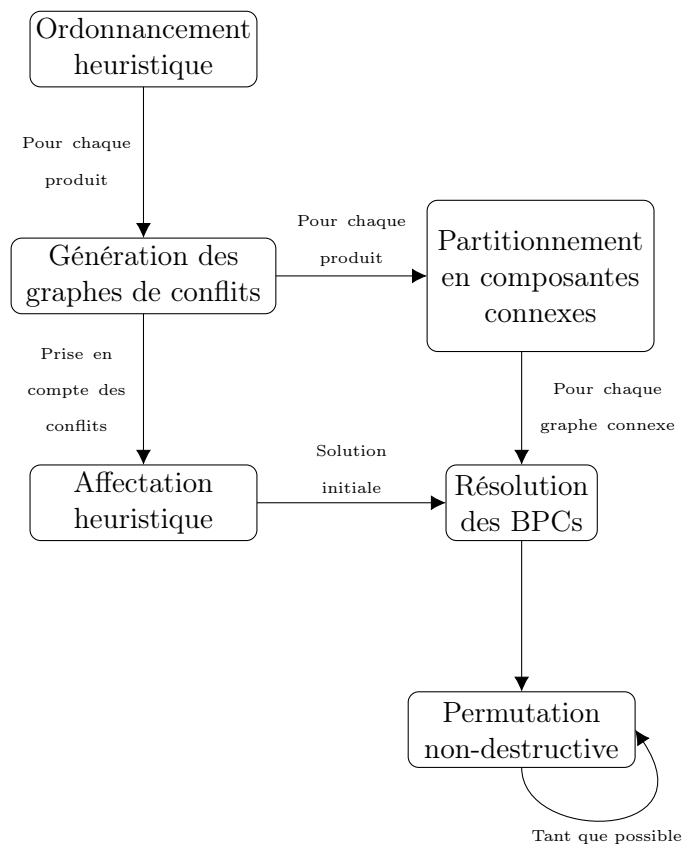 Ordonnancement
heuristique
Pour chaque
produit
Génération des
graphes de conflits
Pour chaque
produit
Partitionnement
en composantes
connexes
Prise en
compte des
conflits
Pour chaque
graphe connexe
Affectation
heuristique
Solution
initiale
Résolution
des BPCs
Permutation
non-destructive
Tant que possible